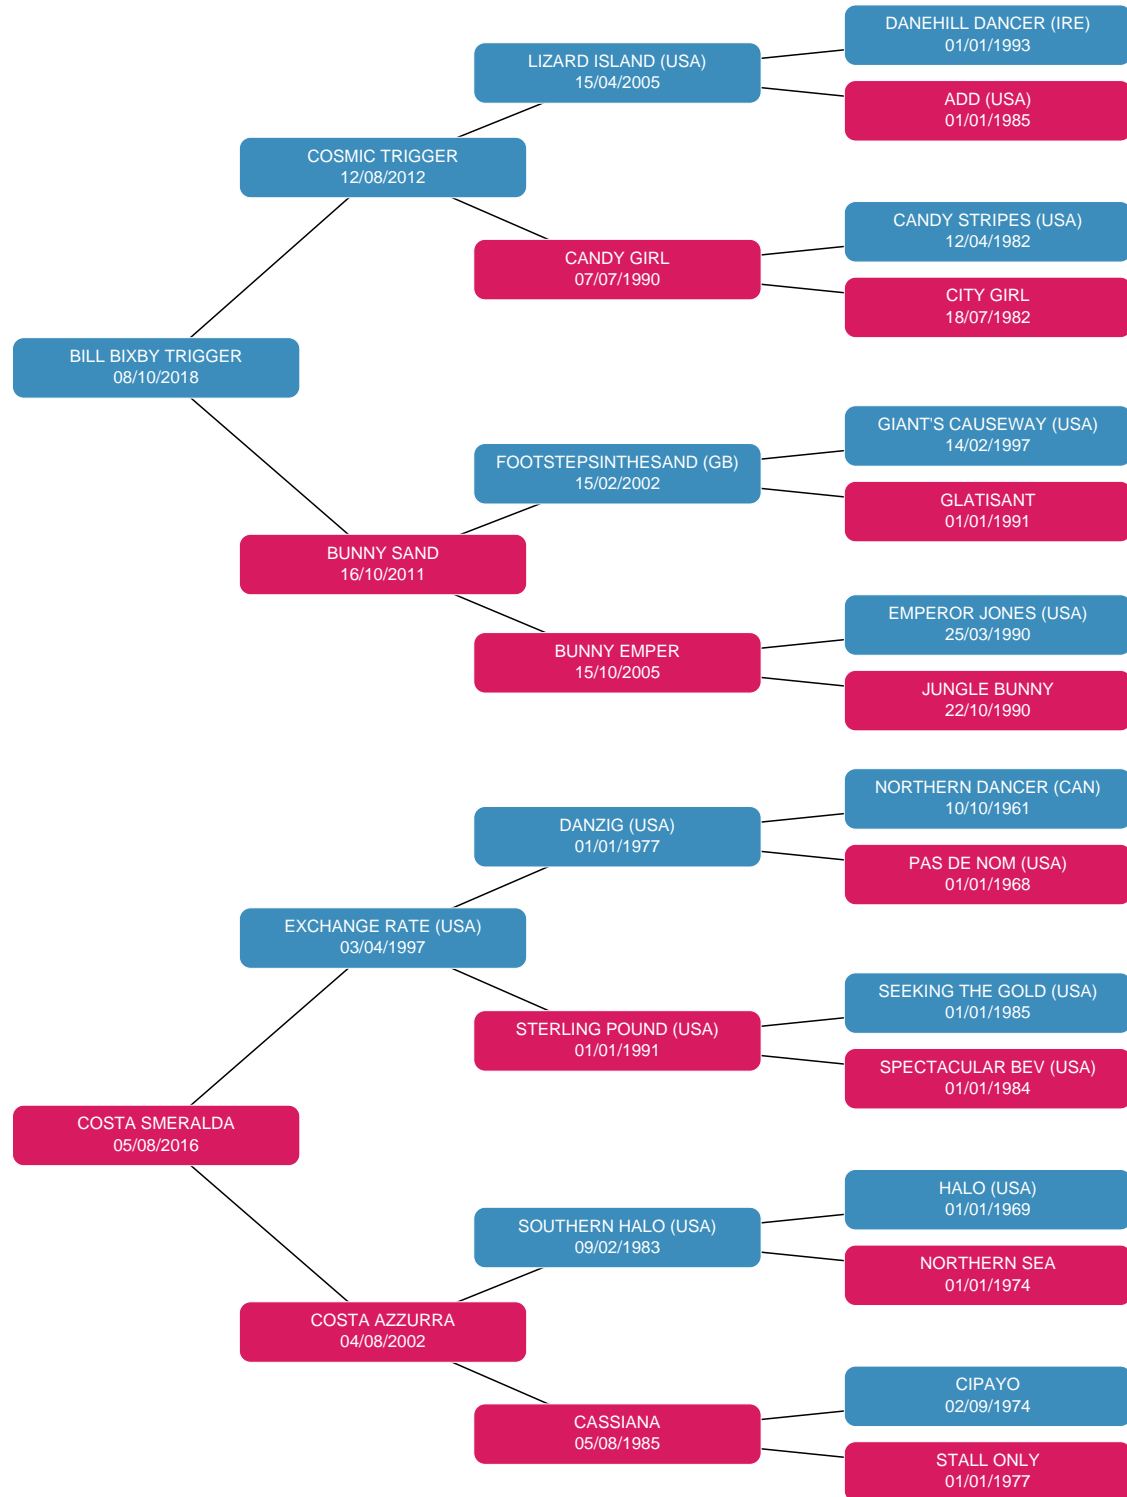 DANEHILL DANCER (IRE)
01/01/1993
LIZARD ISLAND (USA)
15/04/2005
ADD (USA)
01/01/1985
COSMIC TRIGGER
12/08/2012
CANDY STRIPES (USA)
12/04/1982
CANDY GIRL
07/07/1990
CITY GIRL
18/07/1982
BILL BIXBY TRIGGER
08/10/2018
GIANT'S CAUSEWAY (USA)
14/02/1997
FOOTSTEPSINTHESAND (GB)
15/02/2002
GLATISANT
01/01/1991
BUNNY SAND
16/10/2011
EMPEROR JONES (USA)
25/03/1990
BUNNY EMPER
15/10/2005
JUNGLE BUNNY
22/10/1990
NORTHERN DANCER (CAN)
10/10/1961
DANZIG (USA)
01/01/1977
PAS DE NOM (USA)
01/01/1968
EXCHANGE RATE (USA)
03/04/1997
SEEKING THE GOLD (USA)
01/01/1985
STERLING POUND (USA)
01/01/1991
SPECTACULAR BEV (USA)
01/01/1984
COSTA SMERALDA
05/08/2016
HALO (USA)
01/01/1969
SOUTHERN HALO (USA)
09/02/1983
NORTHERN SEA
01/01/1974
COSTA AZZURRA
04/08/2002
CIPAYO
02/09/1974
CASSIANA
05/08/1985
STALL ONLY
01/01/1977